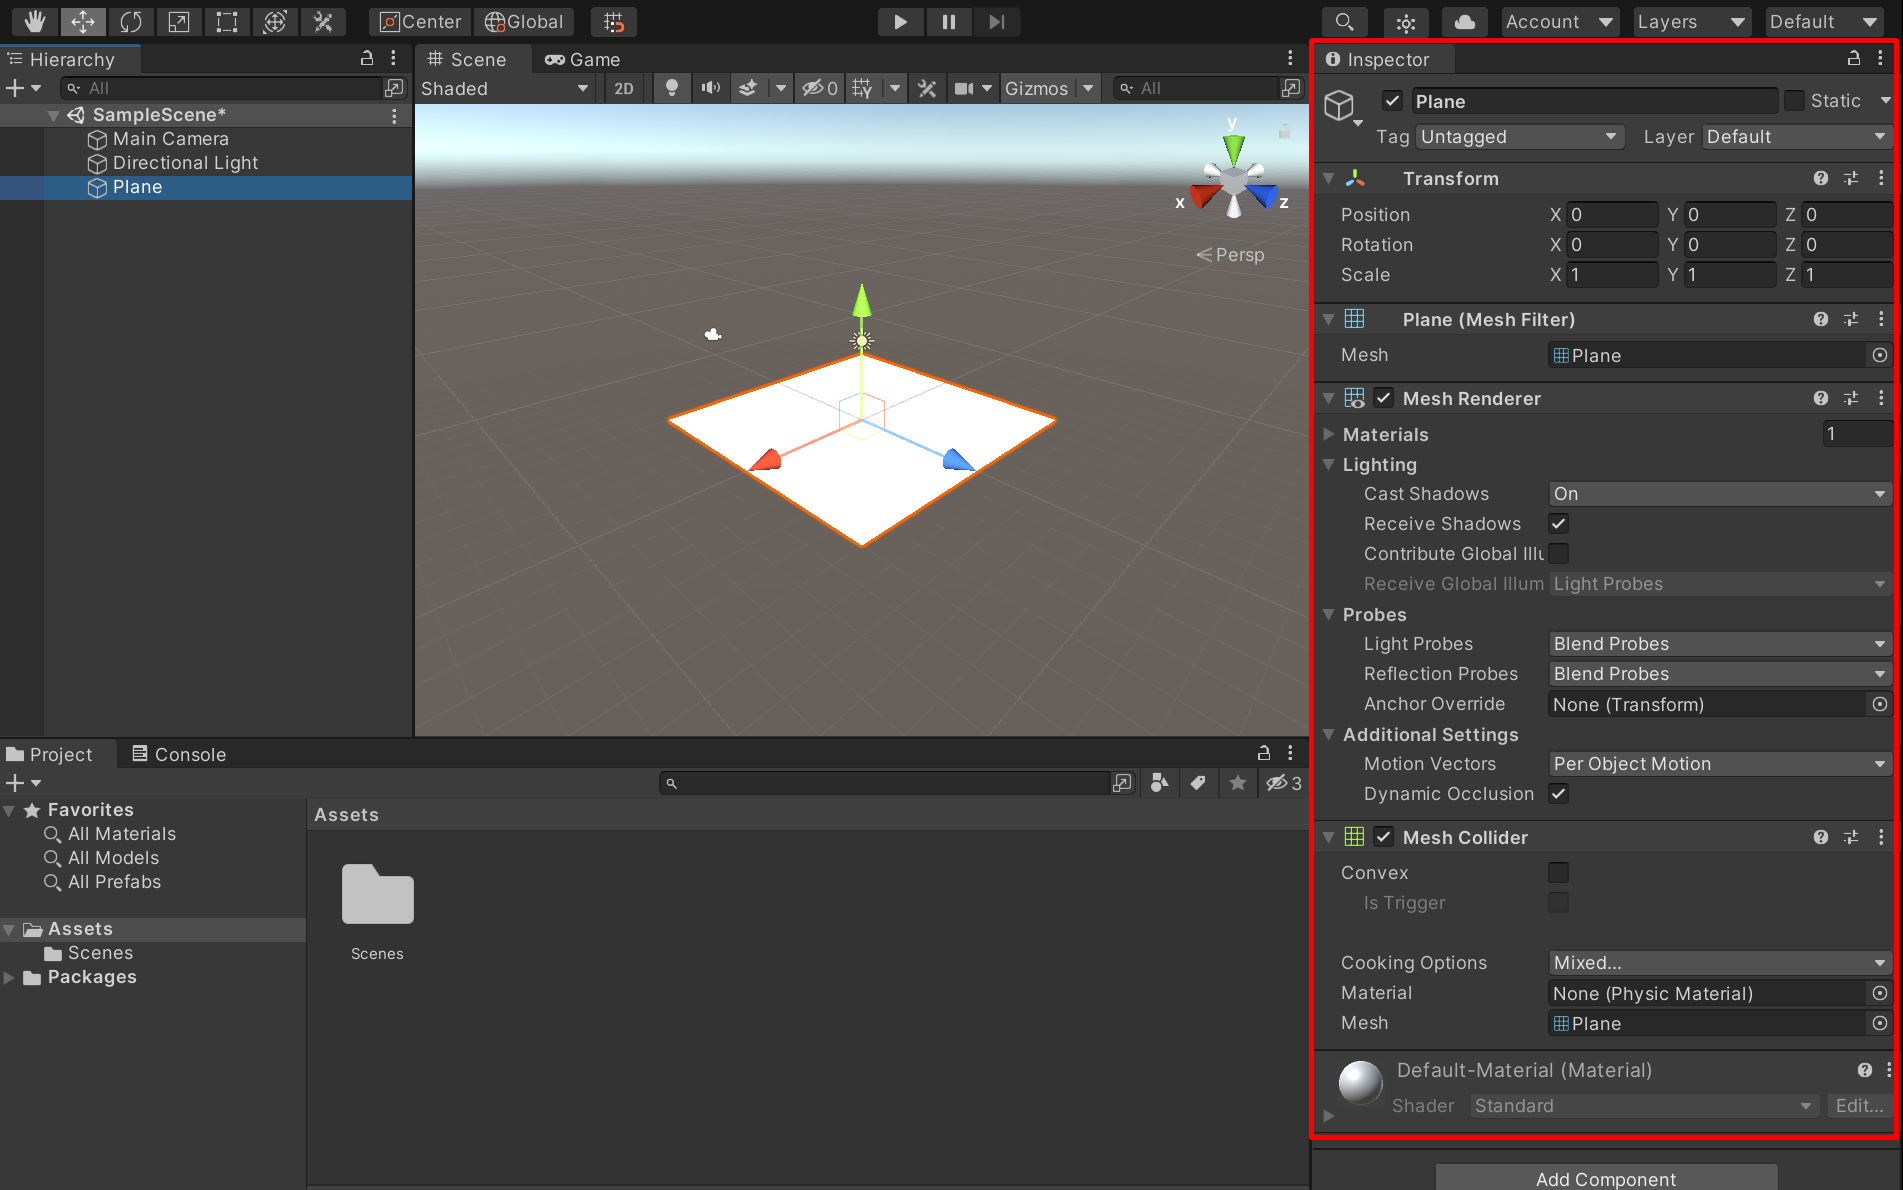 Center Global Account Layers Default
Hierarchy
All
SampleScene*
Main Camera
Directional Light
Plane
Scene Game
Shaded 2D 0 Gizmos All
y
x z
Persp
Inspector
Plane Static
Tag Untagged Layer Default
Transform
Position X 0 Y 0 Z 0
Rotation X 0 Y 0 Z 0
Scale X 1 Y 1 Z 1
Plane (Mesh Filter)
Mesh Plane
Mesh Renderer
Materials 1
Lighting
Cast Shadows On
Receive Shadows
Contribute Global Illu
Receive Global Illum Light Probes
Probes
Light Probes Blend Probes
Reflection Probes Blend Probes
Anchor Override None (Transform)
Additional Settings
Motion Vectors Per Object Motion
Dynamic Occlusion
Mesh Collider
Convex
Is Trigger
Cooking Options Mixed...
Material None (Physic Material)
Mesh Plane
Default-Material (Material)
Shader Standard Edit...
Add Component
Project Console
3
Favorites
All Materials
All Models
All Prefabs
Assets
Scenes
Packages
Assets
Scenes